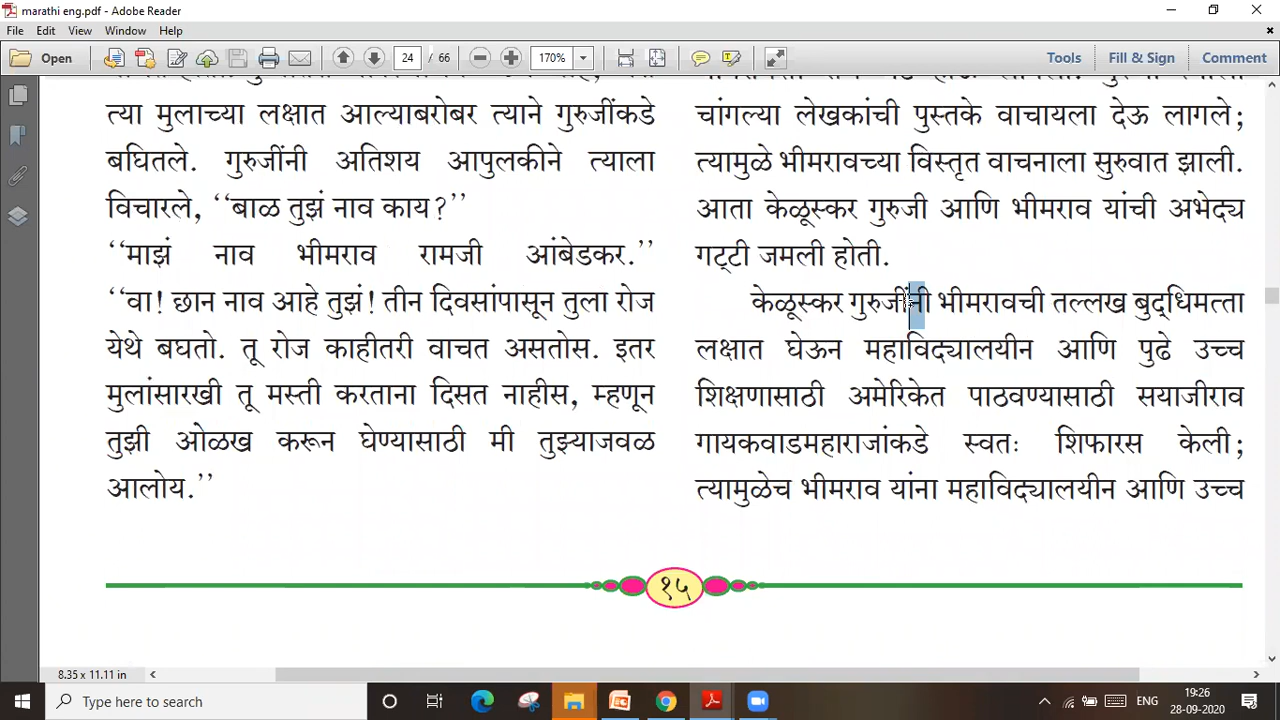 marathi eng.pdf - Adobe Reader
File Edit View Window Help
Open 24 / 66 170% Tools Fill & Sign Comment
त्या मुलाच्या लक्षात आल्याबरोबर त्याने गुरुजींकडे
बघितले. गुरुजींनी अतिशय आपुलकीने त्याला
विचारले, ‘‘बाळ तुझं नाव काय?’’
‘‘माझं नाव भीमराव रामजी आंबेडकर.’’
‘‘वा! छान नाव आहे तुझं! तीन दिवसांपासून तुला रोज
येथे बघतो. तू रोज काहीतरी वाचत असतोस. इतर
मुलांसारखी तू मस्ती करताना दिसत नाहीस, म्हणून
तुझी ओळख करून घेण्यासाठी मी तुझ्याजवळ
आलोय.’’
चांगल्या लेखकांची पुस्तके वाचायला देऊ लागले;
त्यामुळे भीमरावच्या विस्तृत वाचनाला सुरुवात झाली.
आता केळूस्कर गुरुजी आणि भीमराव यांची अभेद्य
गट्टी जमली होती.
केळूस्कर गुरुजींनी भीमरावची तल्लख बुद्धिमत्ता
लक्षात घेऊन महाविद्यालयीन आणि पुढे उच्च
शिक्षणासाठी अमेरिकेत पाठवण्यासाठी सयाजीराव
गायकवाडमहाराजांकडे स्वतः शिफारस केली;
त्यामुळेच भीमराव यांना महाविद्यालयीन आणि उच्च
१५
8.35 x 11.11 in
Type here to search ENG 19:26
28-09-2020